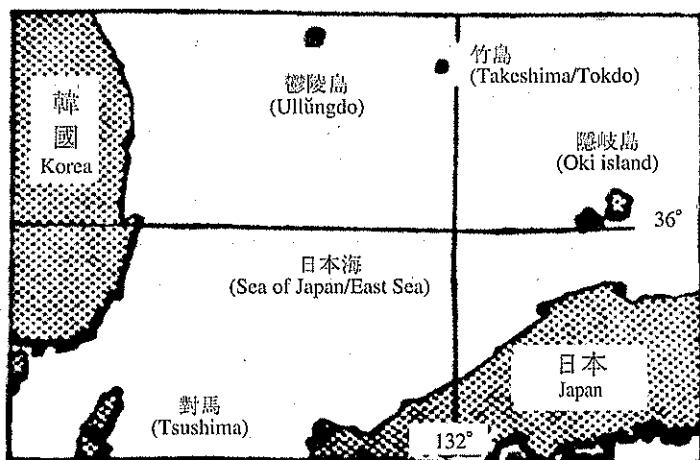 韓
國
Korea
鬱陵島
(Ullŭngdo)
竹島
(Takeshima/Tokdo)
隱岐島
(Oki island)
36°
日本海
(Sea of Japan/East Sea)
日本
Japan
對馬
(Tsushima)
132°